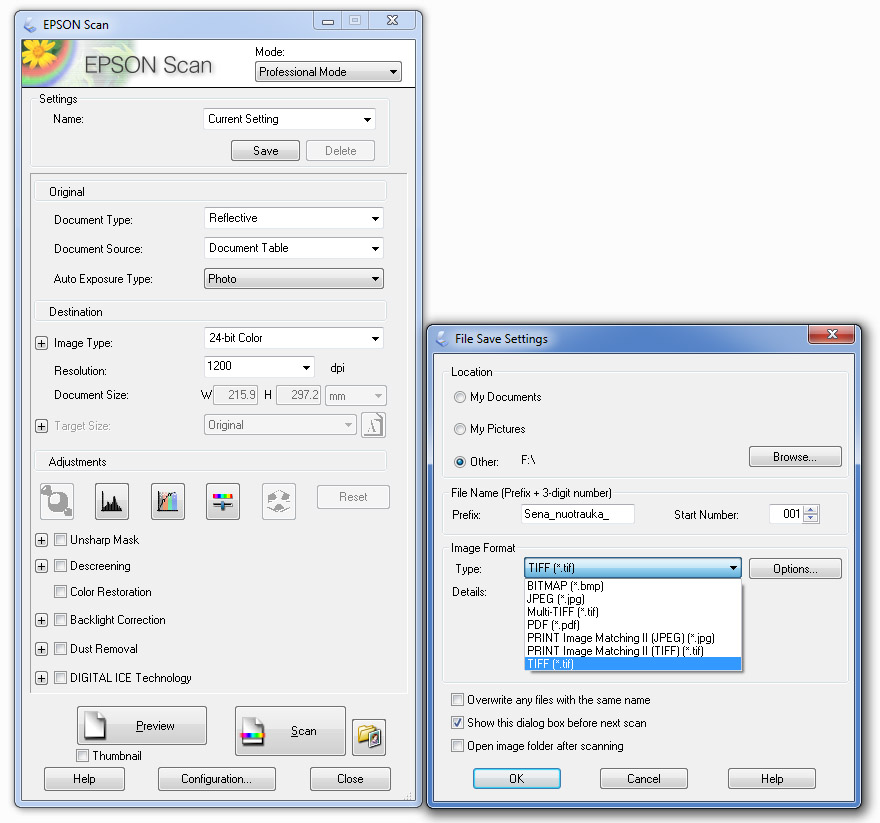 EPSON Scan
EPSON Scan
Mode:
Professional Mode
Settings
Name:
Current Setting
Save
Delete
Original
Document Type:
Reflective
Document Source:
Document Table
Auto Exposure Type:
Photo
Destination
Image Type:
24-bit Color
Resolution:
1200
dpi
Document Size:
W
215.9
H
297.2
mm
Target Size:
Original
A
Adjustments
Reset
Unsharp Mask
Descreening
Color Restoration
Backlight Correction
Dust Removal
DIGITAL ICE Technology
Preview
Scan
Thumbnail
Help
Configuration...
Close
File Save Settings
Location
My Documents
My Pictures
Other:
F:\
Browse...
File Name (Prefix + 3-digit number)
Prefix:
Sena_nuotrauka_
Start Number:
001
Image Format
Type:
TIFF (*.tif)
Options...
Details:
BITMAP (*.bmp)
JPEG (*.jpg)
Multi-TIFF (*.tif)
PDF (*.pdf)
PRINT Image Matching II (JPEG) (*.jpg)
PRINT Image Matching II (TIFF) (*.tif)
TIFF (*.tif)
Overwrite any files with the same name
Show this dialog box before next scan
Open image folder after scanning
OK
Cancel
Help